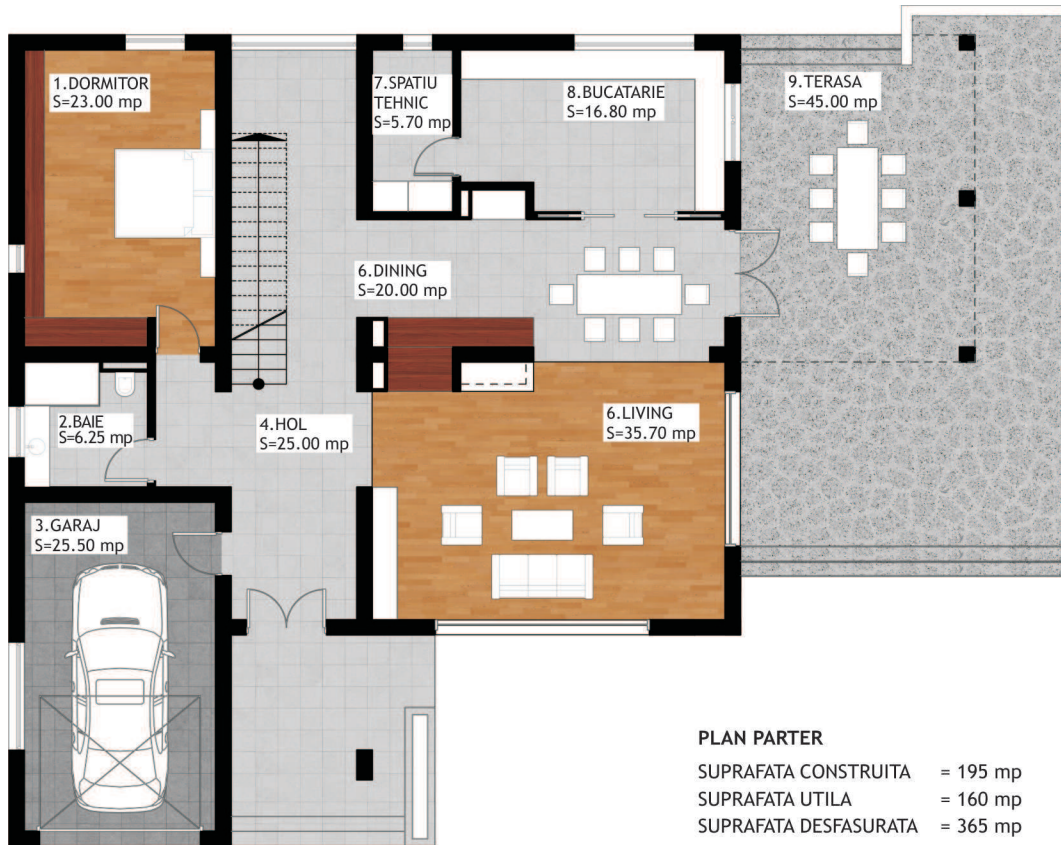 1.DORMITOR
S=23.00 mp
7.SPATIU
TEHNIC
S=5.70 mp
8.BUCATARIE
S=16.80 mp
9.TERASA
S=45.00 mp
6.DINING
S=20.00 mp
2.BAIE
S=6.25 mp
4.HOL
S=25.00 mp
6.LIVING
S=35.70 mp
3.GARAJ
S=25.50 mp
PLAN PARTER
SUPRAFATA CONSTRUITA = 195 mp
SUPRAFATA UTILA = 160 mp
SUPRAFATA DESFASURATA = 365 mp